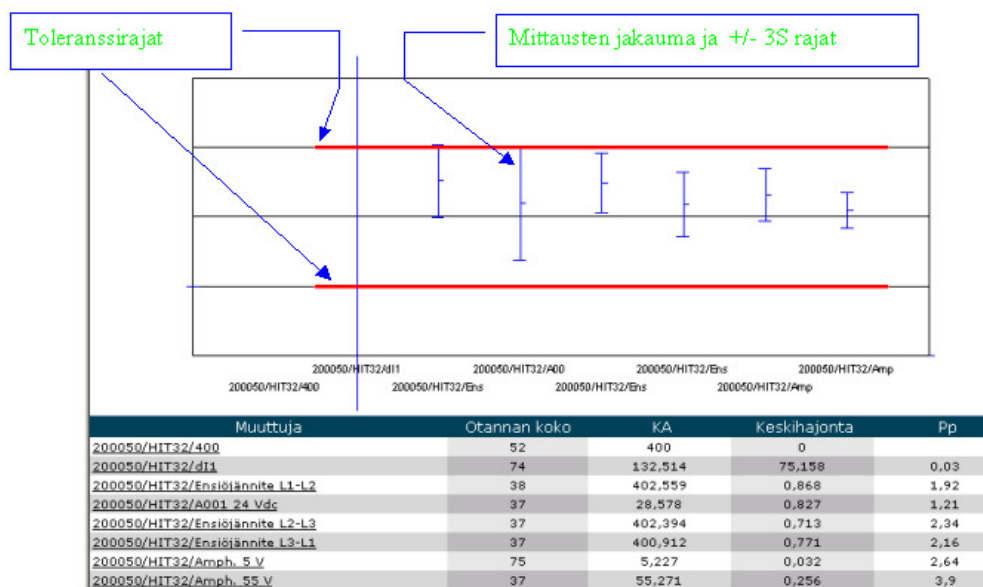 Toleranssirajat
Mittausten jakauma ja +/- 3S rajat
200050/HIT32/dI1 200050/HIT32/A00 200050/HIT32/Ens 200050/HIT32/Amp
200050/HIT32/400 200050/HIT32/Ens 200050/HIT32/Ens 200050/HIT32/Amp
Muuttuja Otannan koko KA Keskihajonta Pp
200050/HIT32/400 52 400 0
200050/HIT32/dI1 74 132,514 75,158 0,03
200050/HIT32/Ensiöjännite L1-L2 38 402,559 0,868 1,92
200050/HIT32/A001 24 Vdc 37 28,578 0,827 1,21
200050/HIT32/Ensiöjännite L2-L3 37 402,394 0,713 2,34
200050/HIT32/Ensiöjännite L3-L1 37 400,912 0,771 2,16
200050/HIT32/Amph. 5 V 75 5,227 0,032 2,64
200050/HIT32/Amph. 55 V 37 55,271 0,256 3,9